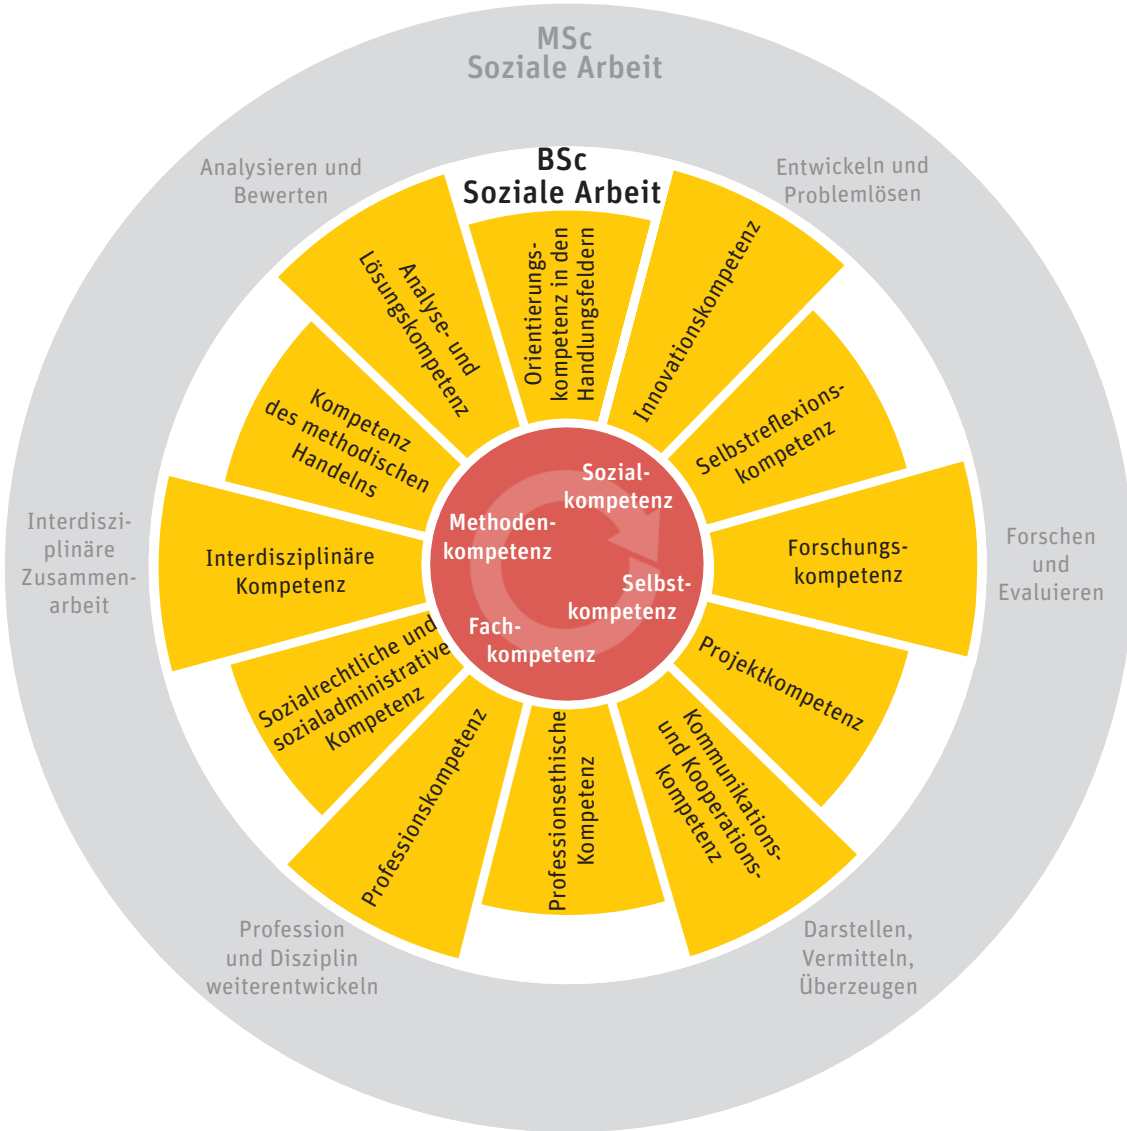 MSc
Soziale Arbeit
BSc
Soziale Arbeit
Analysieren und
Bewerten
Entwickeln und
Problemlösen
Forschen
und
Evaluieren
Darstellen,
Vermitteln,
Überzeugen
Profession
und Disziplin
weiterentwickeln
Interdiszi-
plinäre
Zusammen-
arbeit
Orientierungs-
kompetenz in den
Handlungsfeldern
Innovationskompetenz
Selbstreflexions-
kompetenz
Forschungs-
kompetenz
Projektkompetenz
Kommunikations-
und Kooperations-
kompetenz
Professionsethische
Kompetenz
Professionskompetenz
Sozialrechtliche und
sozialadministrative
Kompetenz
Interdisziplinäre
Kompetenz
Kompetenz
des methodischen
Handelns
Analyse- und
Lösungskompetenz
Sozial-
kompetenz
Methoden-
kompetenz
Selbst-
kompetenz
Fach-
kompetenz